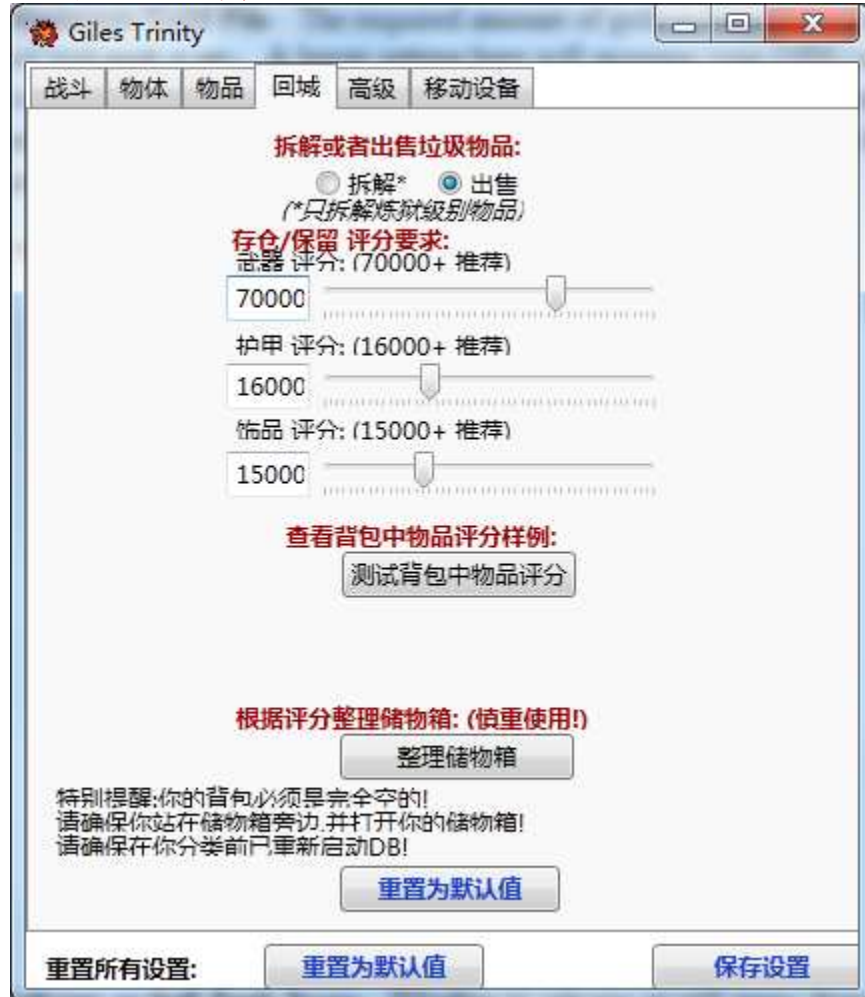 Giles Trinity
战斗 物体 物品 回城 高级 移动设备
拆解或者出售垃圾物品:
拆解* 出售
(*只拆解炼狱级别物品)
存仓/保留 评分要求:
武器 评分: (70000+ 推荐)
70000
护甲 评分: (16000+ 推荐)
16000
饰品 评分: (15000+ 推荐)
15000
查看背包中物品评分样例:
测试背包中物品评分
根据评分整理储物箱: (慎重使用!)
整理储物箱
特别提醒:你的背包必须是完全空的!
请确保你站在储物箱旁边,并打开你的储物箱!
请确保在你分类前已重新启动DB!
重置为默认值
重置所有设置: 重置为默认值 保存设置